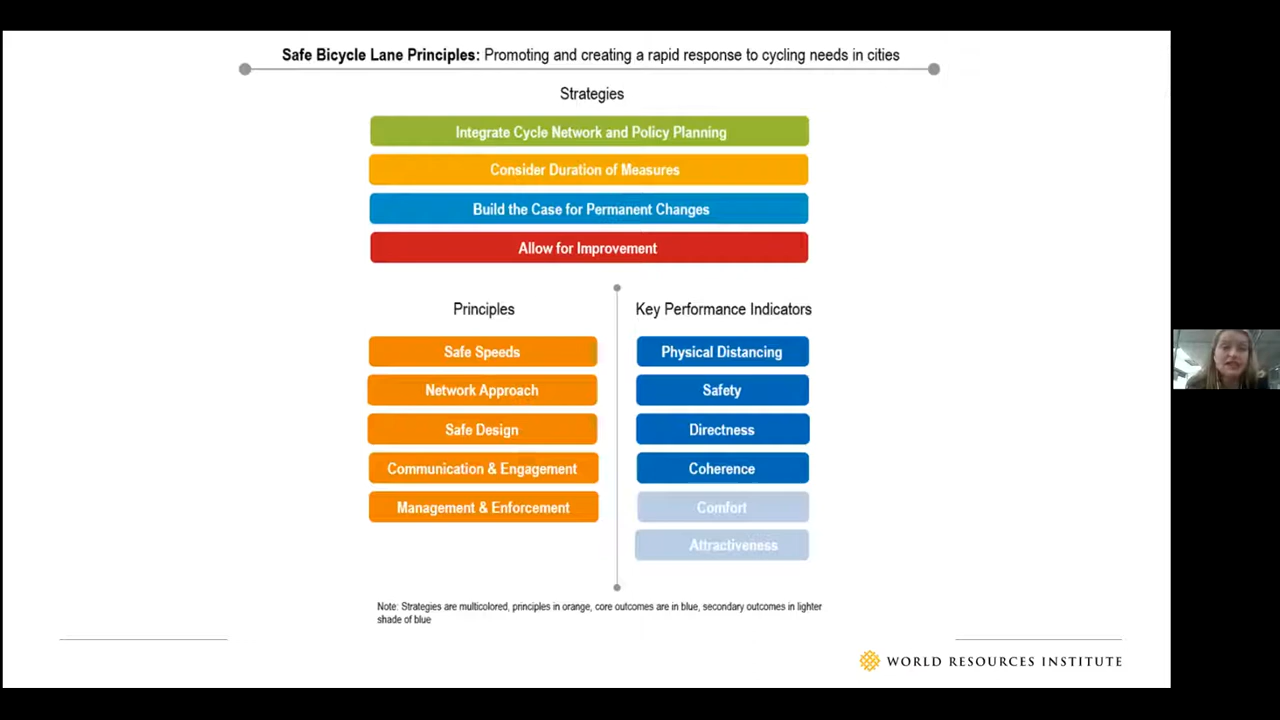 Safe Bicycle Lane Principles: Promoting and creating a rapid response to cycling needs in cities
Strategies
Integrate Cycle Network and Policy Planning
Consider Duration of Measures
Build the Case for Permanent Changes
Allow for Improvement
Principles
Safe Speeds
Network Approach
Safe Design
Communication & Engagement
Management & Enforcement
Key Performance Indicators
Physical Distancing
Safety
Directness
Coherence
Comfort
Attractiveness
Note: Strategies are multicolored, principles in orange, core outcomes are in blue, secondary outcomes in lighter
shade of blue
WORLD RESOURCES INSTITUTE